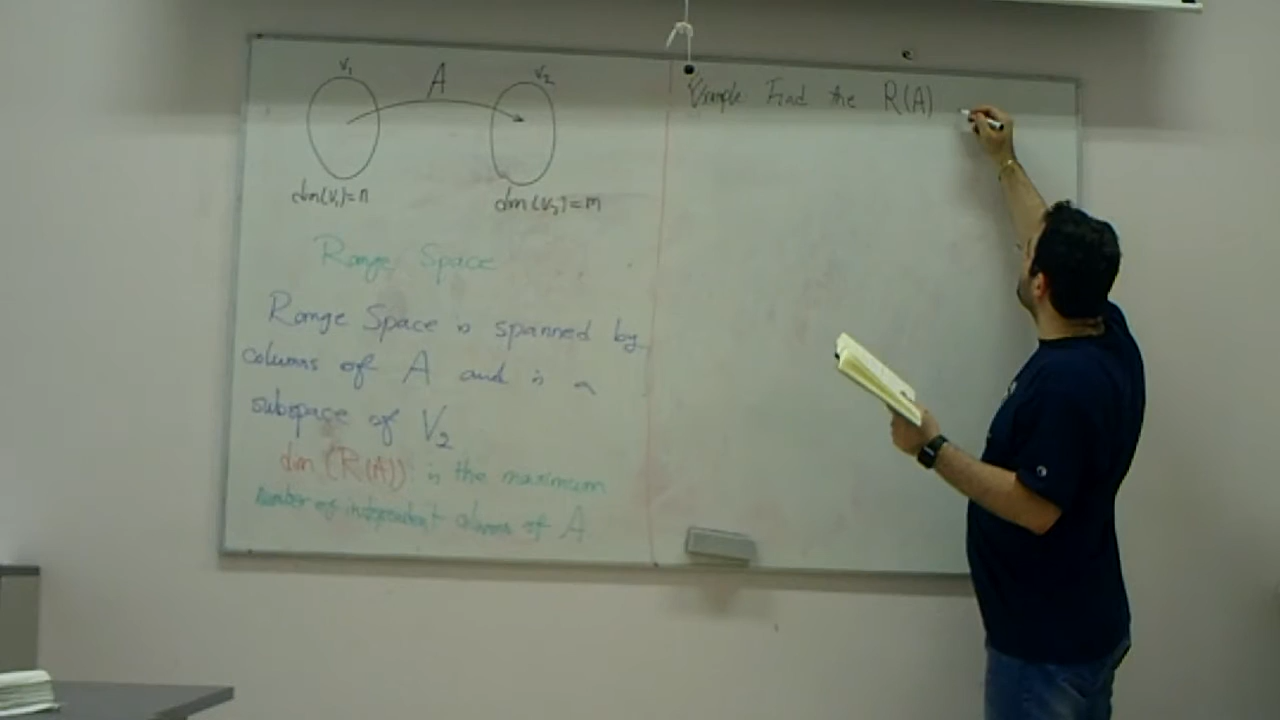 V₁
A
V₂
dim(V₁)=n
dim(V₂)=m
Range Space
Range Space is spanned by
columns of A and is a
subspace of V₂
dim (R(A)) is the maximum
number of independent columns of A
Example Find the R(A)